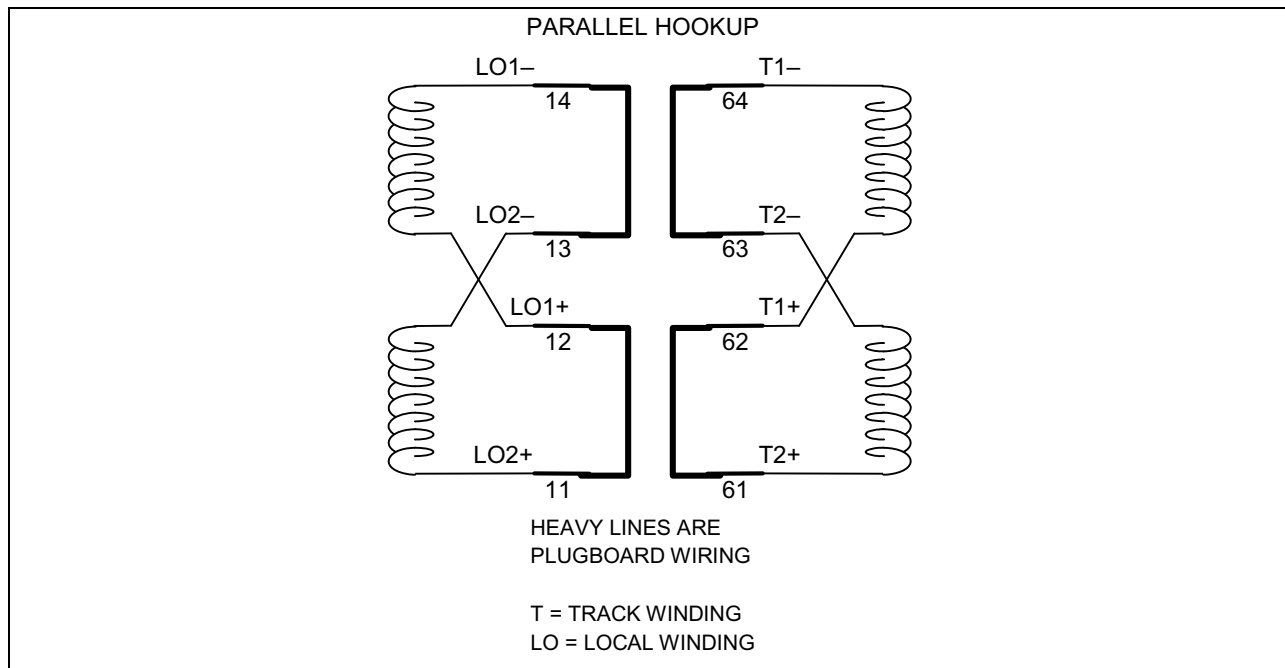 PARALLEL HOOKUP
LO1– T1–
14 64
LO2– T2–
13 63
LO1+ T1+
12 62
LO2+ T2+
11 61
HEAVY LINES ARE
PLUGBOARD WIRING
T = TRACK WINDING
LO = LOCAL WINDING